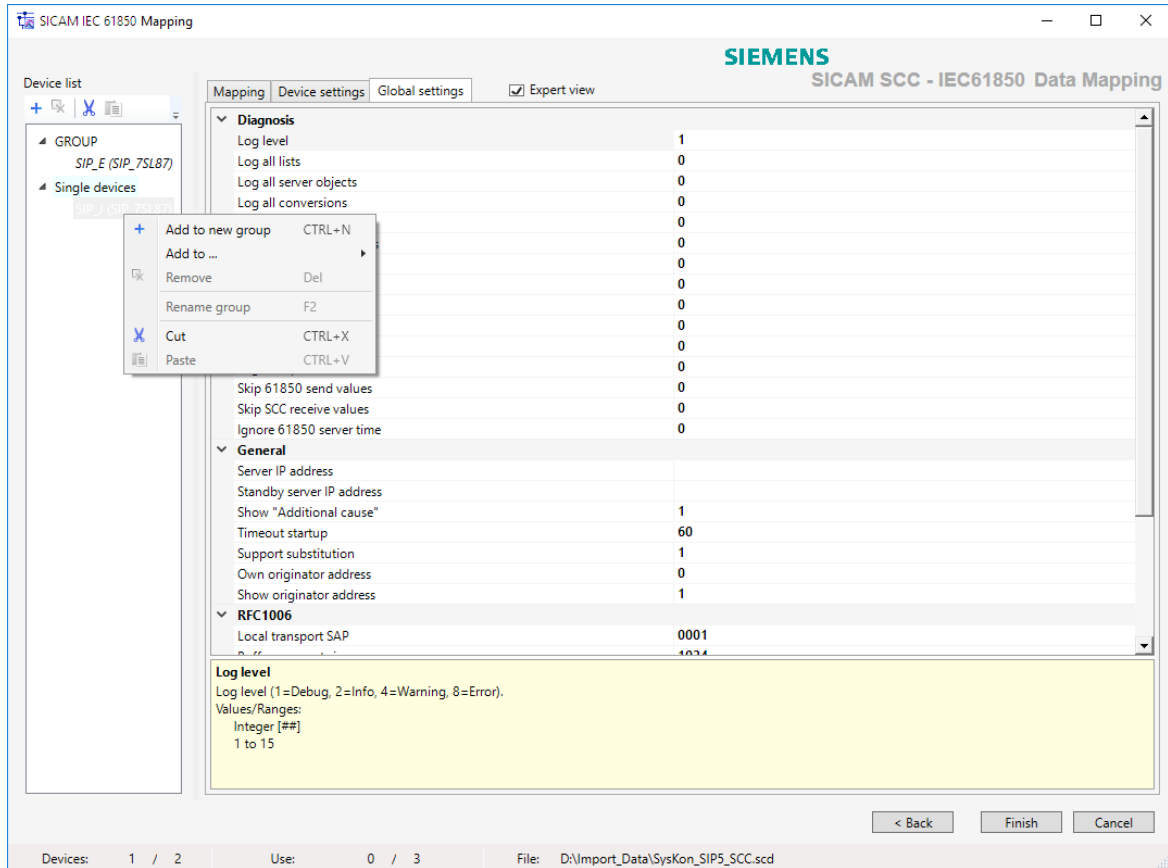 SICAM IEC 61850 Mapping
SIEMENS
SICAM SCC - IEC61850 Data Mapping
Device list
Mapping Device settings Global settings Expert view
GROUP
SIP_E (SIP_7SL87)
Single devices
SIP_J (SIP_7SL87)
Add to new group CTRL+N
Add to ...
Remove Del
Rename group F2
Cut CTRL+X
Paste CTRL+V
Diagnosis
Log level 1
Log all lists 0
Log all server objects 0
Log all conversions 0
0
0
0
0
0
0
0
0
Skip 61850 send values 0
Skip SCC receive values 0
Ignore 61850 server time 0
General
Server IP address
Standby server IP address
Show "Additional cause" 1
Timeout startup 60
Support substitution 1
Own originator address 0
Show originator address 1
RFC1006
Local transport SAP 0001
1024
Log level
Log level (1=Debug, 2=Info, 4=Warning, 8=Error).
Values/Ranges:
Integer [##]
1 to 15
< Back Finish Cancel
Devices: 1 / 2 Use: 0 / 3 File: D:\Import_Data\SysKon_SIP5_SCC.scd